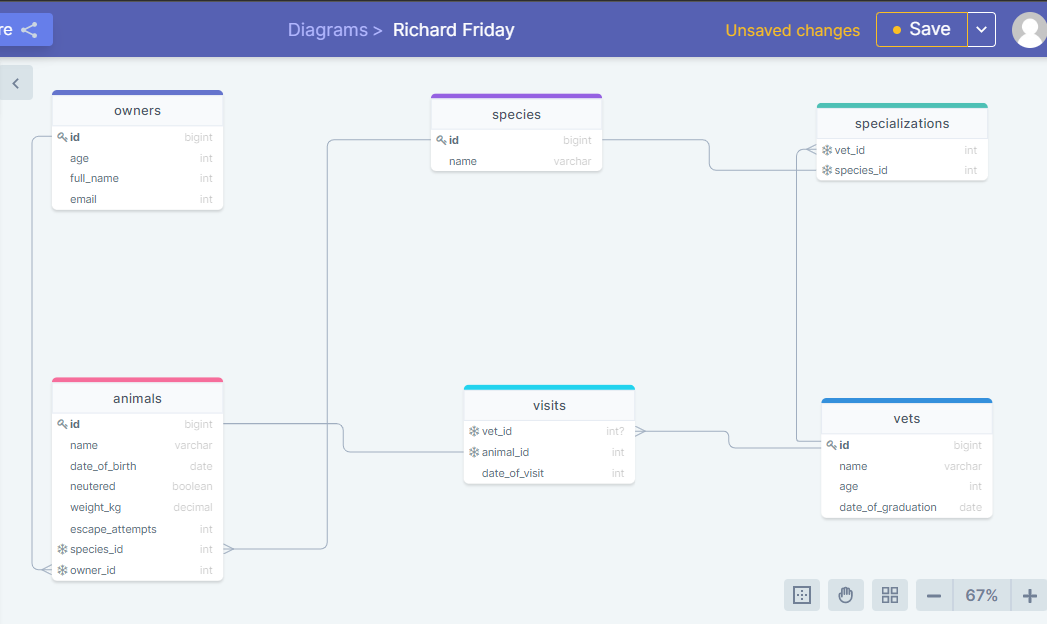 re
Diagrams > Richard Friday
Unsaved changes
Save
owners
id bigint
age int
full_name int
email int
species
id bigint
name varchar
specializations
vet_id int
species_id int
animals
id bigint
name varchar
date_of_birth date
neutered boolean
weight_kg decimal
escape_attempts int
species_id int
owner_id int
visits
vet_id int?
animal_id int
date_of_visit int
vets
id bigint
name varchar
age int
date_of_graduation date
67%